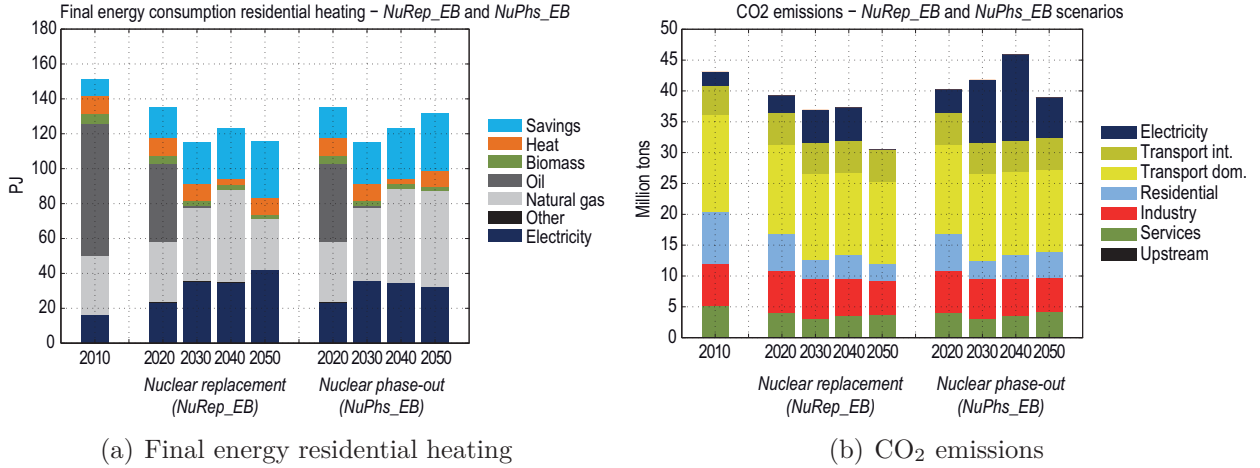 Final energy consumption residential heating – NuRep_EB and NuPhs_EB
180
160
140
120
100
80
60
40
20
0
PJ
2010 2020 2030 2040 2050 2020 2030 2040 2050
Nuclear replacement
(NuRep_EB)
Nuclear phase-out
(NuPhs_EB)
Savings
Heat
Biomass
Oil
Natural gas
Other
Electricity
(a) Final energy residential heating
CO2 emissions – NuRep_EB and NuPhs_EB scenarios
50
45
40
35
30
25
20
15
10
5
0
Million tons
2010 2020 2030 2040 2050 2020 2030 2040 2050
Nuclear replacement
(NuRep_EB)
Nuclear phase-out
(NuPhs_EB)
Electricity
Transport int.
Transport dom.
Residential
Industry
Services
Upstream
(b) CO₂ emissions